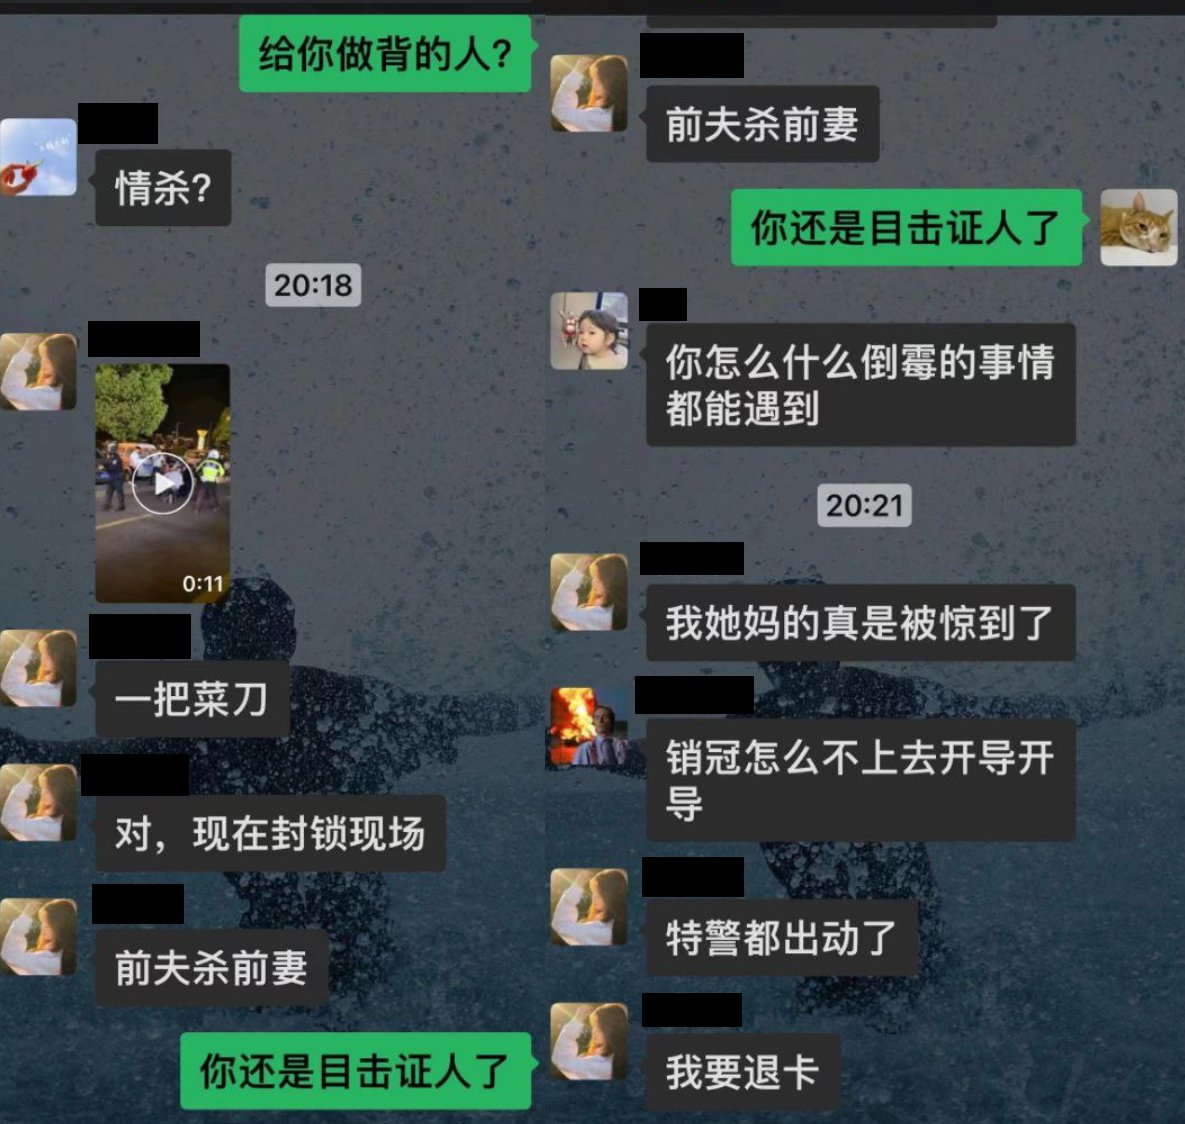 给你做背的人?
情杀?
20:18
0:11
一把菜刀
对，现在封锁现场
前夫杀前妻
你还是目击证人了
前夫杀前妻
你还是目击证人了
你怎么什么倒霉的事情
都能遇到
20:21
我她妈的真是被惊到了
销冠怎么不上去开导开
导
特警都出动了
我要退卡